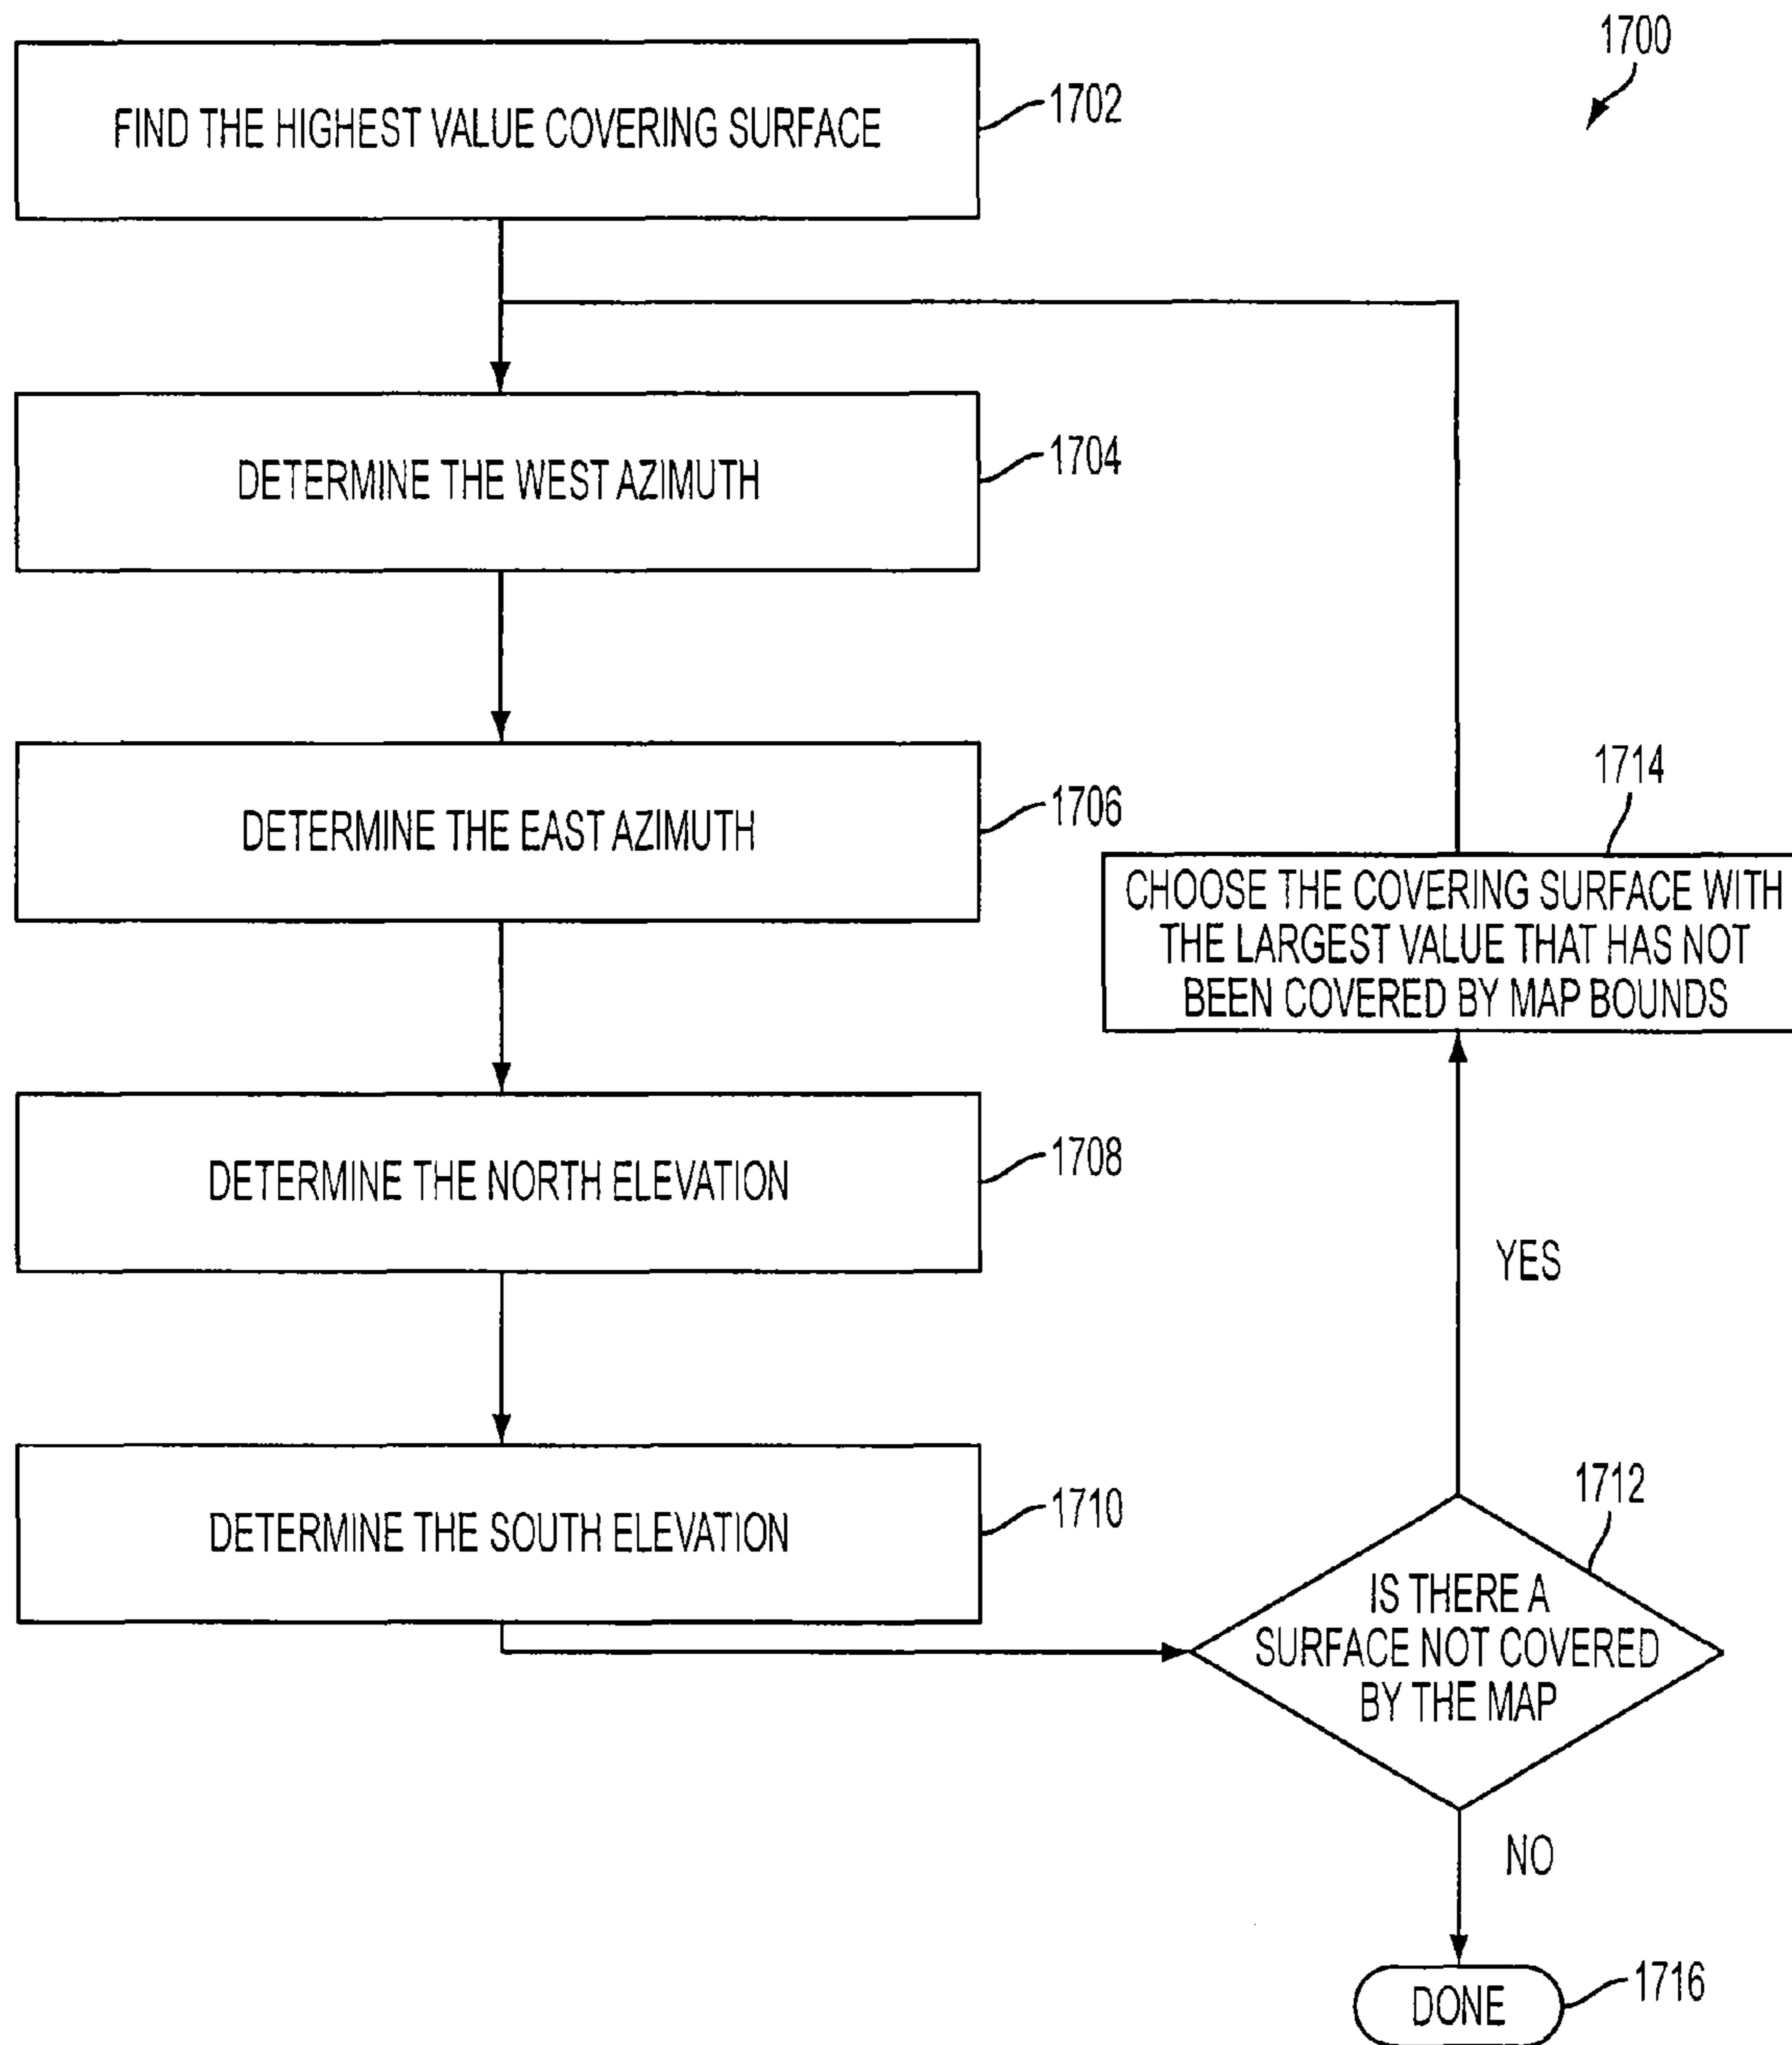 1700
FIND THE HIGHEST VALUE COVERING SURFACE
1702
DETERMINE THE WEST AZIMUTH
1704
DETERMINE THE EAST AZIMUTH
1706
1714
CHOOSE THE COVERING SURFACE WITH
THE LARGEST VALUE THAT HAS NOT
BEEN COVERED BY MAP BOUNDS
DETERMINE THE NORTH ELEVATION
1708
YES
DETERMINE THE SOUTH ELEVATION
1710
1712
IS THERE A
SURFACE NOT COVERED
BY THE MAP
NO
DONE
1716